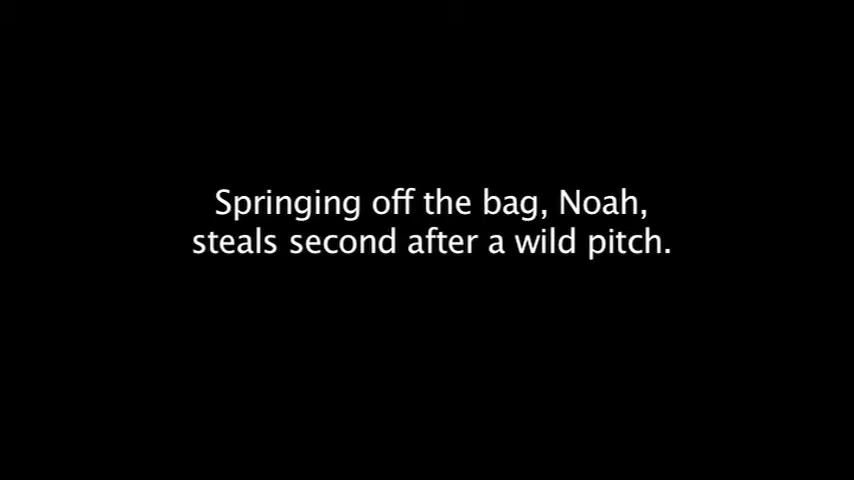 Springing off the bag, Noah,
steals second after a wild pitch.